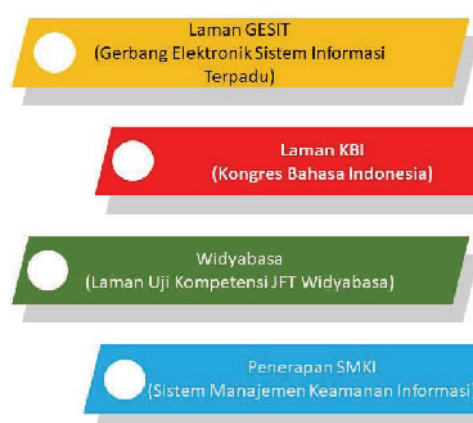 Laman GESIT
(Gerbang Elektronik Sistem Informasi
Terpadu)
Laman KBI
(Kongres Bahasa Indonesia)
Widyabasa
(Laman Uji Kompetensi JFT Widyabasa)
Penerapan SMKI
(Sistem Manajemen Keamanan Informasi)